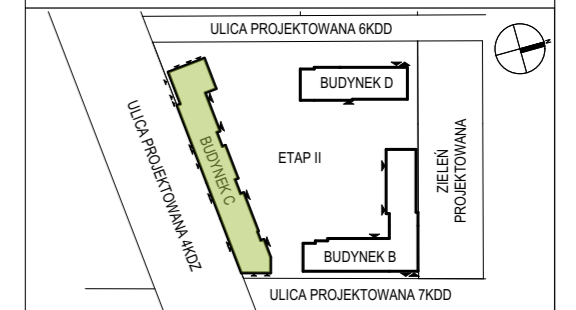 ULICA PROJEKTOWANA 6KDD
N
BUDYNEK D
ULICA PROJEKTOWANA 4KDZ
BUDYNEK C
ETAP II
ZIELEŃ
PROJEKTOWANA
BUDYNEK B
ULICA PROJEKTOWANA 7KDD